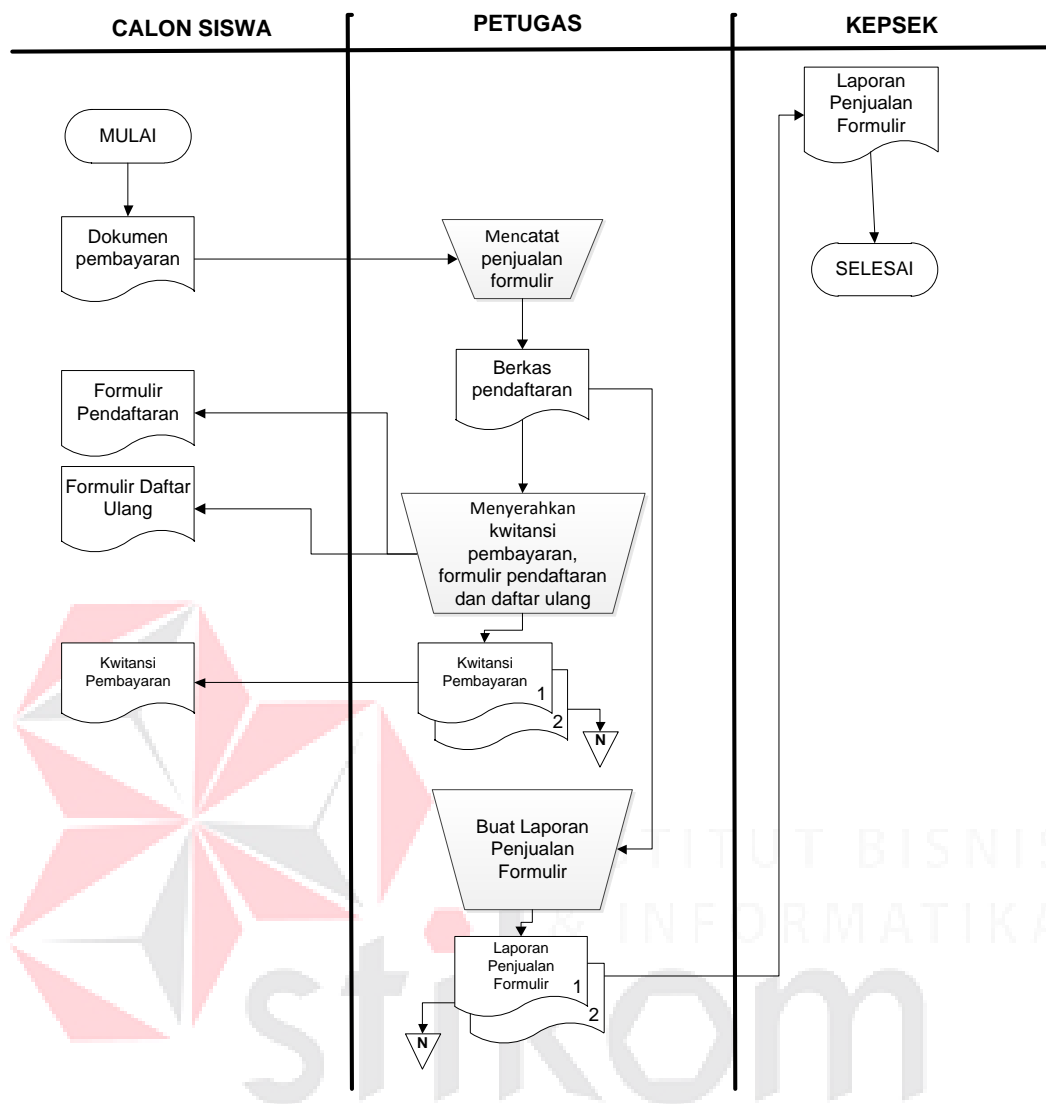 CALON SISWA
PETUGAS
KEPSEK
MULAI
Dokumen
pembayaran
Formulir
Pendaftaran
Formulir Daftar
Ulang
Kwitansi
Pembayaran
Mencatat
penjualan
formulir
Berkas
pendaftaran
Menyerahkan
kwitansi
pembayaran,
formulir pendaftaran
dan daftar ulang
Kwitansi
Pembayaran
1
2
N
Buat Laporan
Penjualan
Formulir
Laporan
Penjualan
Formulir
1
2
N
Laporan
Penjualan
Formulir
SELESAI
TITUT BISNIS
& INFORMATIKA
stikom